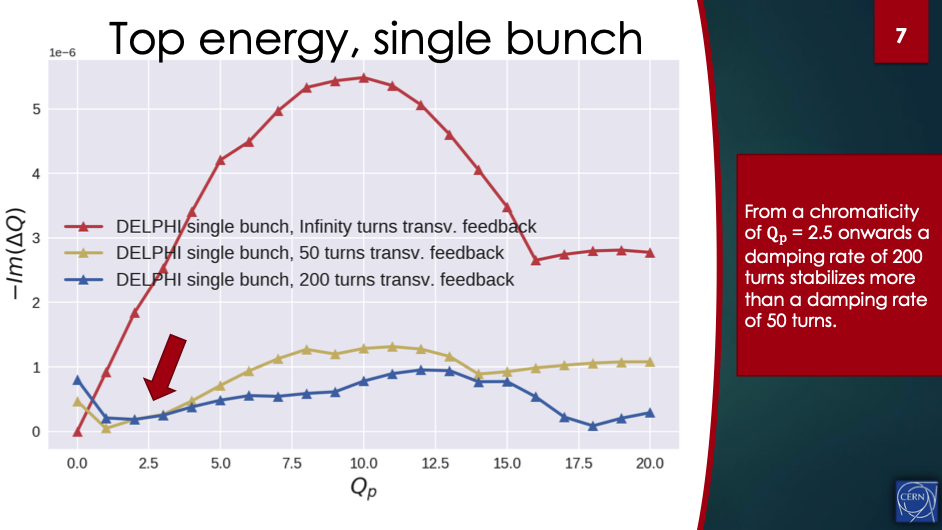 Top energy, single bunch
7
1e−6
5
4
3
2
1
0
−Im(ΔQ)
DELPHI single bunch, Infinity turns transv. feedback
DELPHI single bunch, 50 turns transv. feedback
DELPHI single bunch, 200 turns transv. feedback
0.0 2.5 5.0 7.5 10.0 12.5 15.0 17.5 20.0
Qp
From a chromaticity
of Qp = 2.5 onwards a
damping rate of 200
turns stabilizes more
than a damping rate
of 50 turns.
CERN